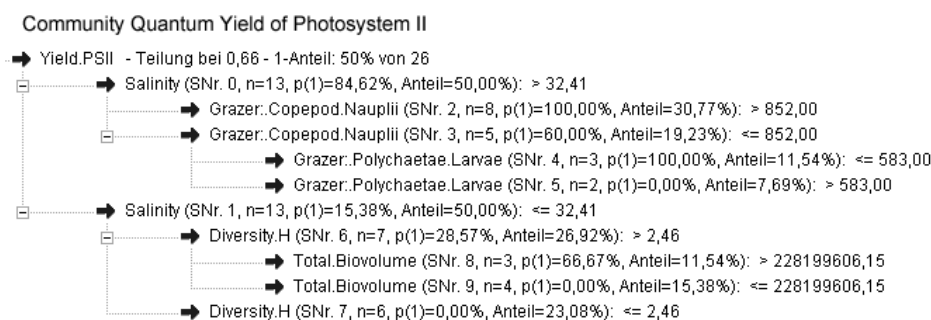 Community Quantum Yield of Photosystem II
Yield.PSII - Teilung bei 0,66 - 1-Anteil: 50% von 26
Salinity (SNr. 0, n=13, p(1)=84,62%, Anteil=50,00%): > 32,41
Grazer:.Copepod.Nauplii (SNr. 2, n=8, p(1)=100,00%, Anteil=30,77%): > 852,00
Grazer:.Copepod.Nauplii (SNr. 3, n=5, p(1)=60,00%, Anteil=19,23%): <= 852,00
Grazer:.Polychaetae.Larvae (SNr. 4, n=3, p(1)=100,00%, Anteil=11,54%): <= 583,00
Grazer:.Polychaetae.Larvae (SNr. 5, n=2, p(1)=0,00%, Anteil=7,69%): > 583,00
Salinity (SNr. 1, n=13, p(1)=15,38%, Anteil=50,00%): <= 32,41
Diversity.H (SNr. 6, n=7, p(1)=28,57%, Anteil=26,92%): > 2,46
Total.Biovolume (SNr. 8, n=3, p(1)=66,67%, Anteil=11,54%): > 228199606,15
Total.Biovolume (SNr. 9, n=4, p(1)=0,00%, Anteil=15,38%): <= 228199606,15
Diversity.H (SNr. 7, n=6, p(1)=0,00%, Anteil=23,08%): <= 2,46